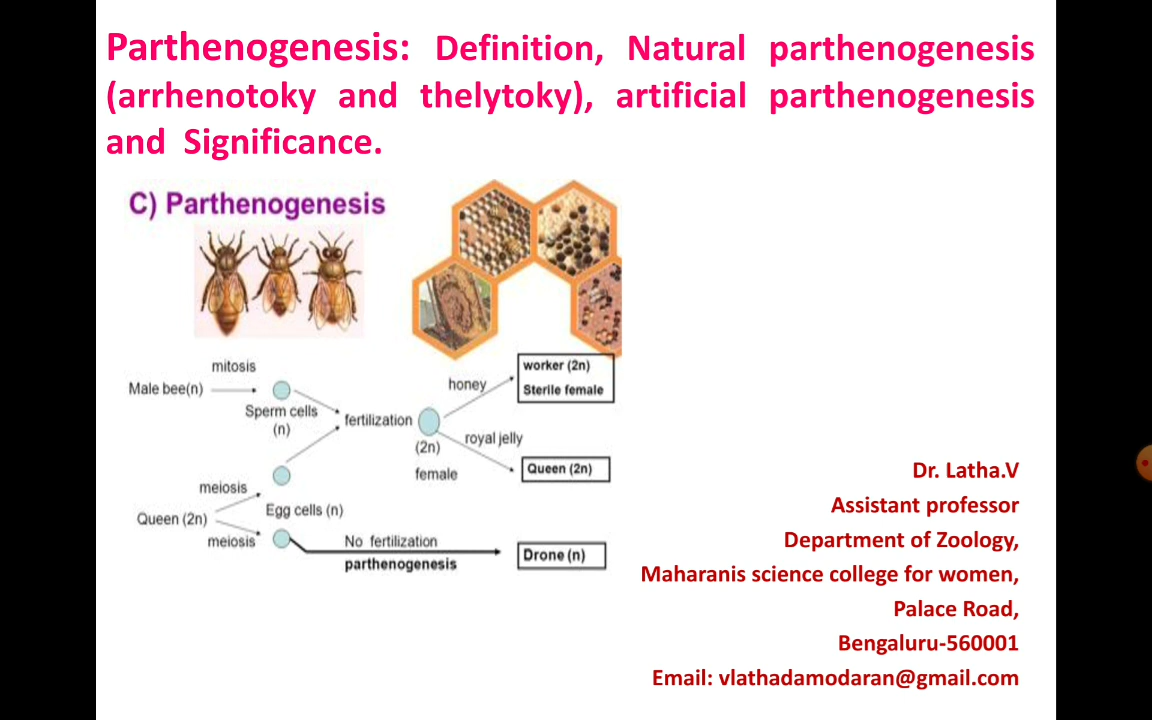 Parthenogenesis: Definition, Natural parthenogenesis
(arrhenotoky and thelytoky), artificial parthenogenesis
and Significance.
C) Parthenogenesis
mitosis
Male bee(n)
Sperm cells
(n)
fertilization
(2n)
female
honey
worker (2n)
Sterile female
royal jelly
Queen (2n)
meiosis
Queen (2n)
Egg cells (n)
meiosis
No fertilization
parthenogenesis
Drone (n)
Dr. Latha.V
Assistant professor
Department of Zoology,
Maharanis science college for women,
Palace Road,
Bengaluru-560001
Email: vlathadamodaran@gmail.com